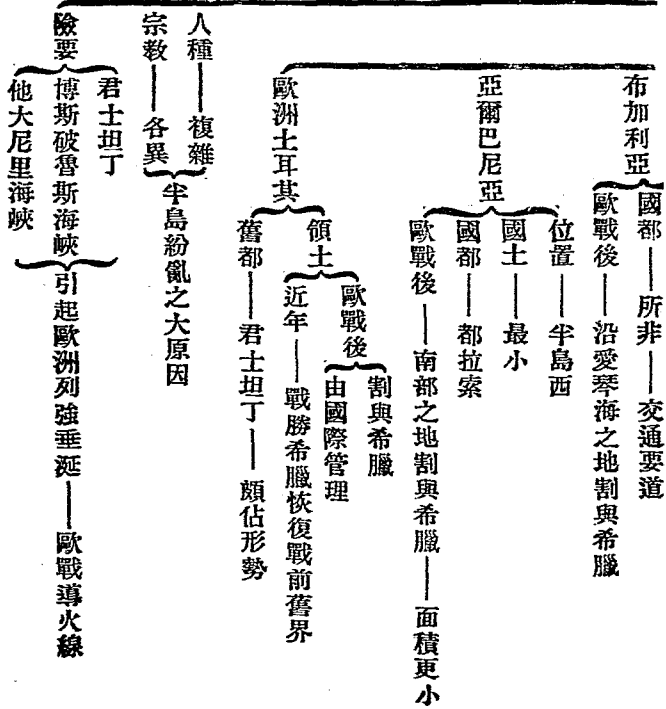 布加利亞
國都——所非——交通要道
歐戰後——沿愛琴海之地割與希臘
亞爾巴尼亞
位置——半島西
國土——最小
國都——都拉索
歐戰後——南部之地割與希臘——面積更小
歐洲土耳其
領土
歐戰後
割與希臘
由國際管理
近年——戰勝希臘恢復戰前舊界
舊都——君士坦丁——頗佔形勢
人種——複雜
宗教——各異
半島紛亂之大原因
險要
君士坦丁
博斯破魯斯海峽
他大尼里海峽
引起歐洲列強垂涎——歐戰導火線